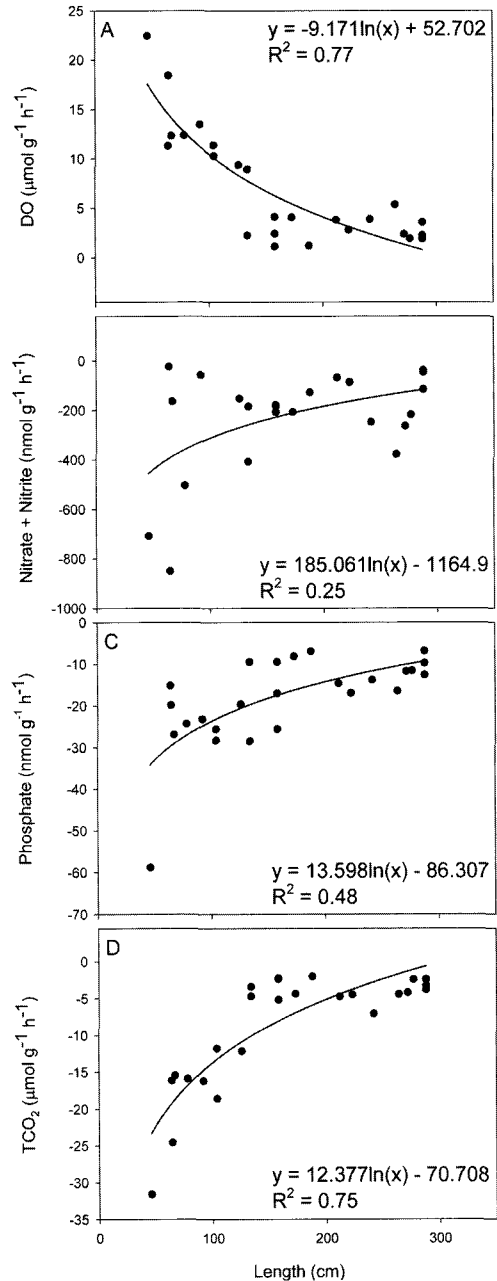 A
y = -9.171ln(x) + 52.702
R² = 0.77
25
20
15
10
5
0
DO (μmol g⁻¹ h⁻¹)
0
-200
-400
-600
-800
-1000
Nitrate + Nitrite (nmol g⁻¹ h⁻¹)
y = 185.061ln(x) - 1164.9
R² = 0.25
C
0
-10
-20
-30
-40
-50
-60
-70
Phosphate (nmol g⁻¹ h⁻¹)
y = 13.598ln(x) - 86.307
R² = 0.48
D
0
-5
-10
-15
-20
-25
-30
-35
TCO₂ (μmol g⁻¹ h⁻¹)
y = 12.377ln(x) - 70.708
R² = 0.75
0 100 200 300
Length (cm)